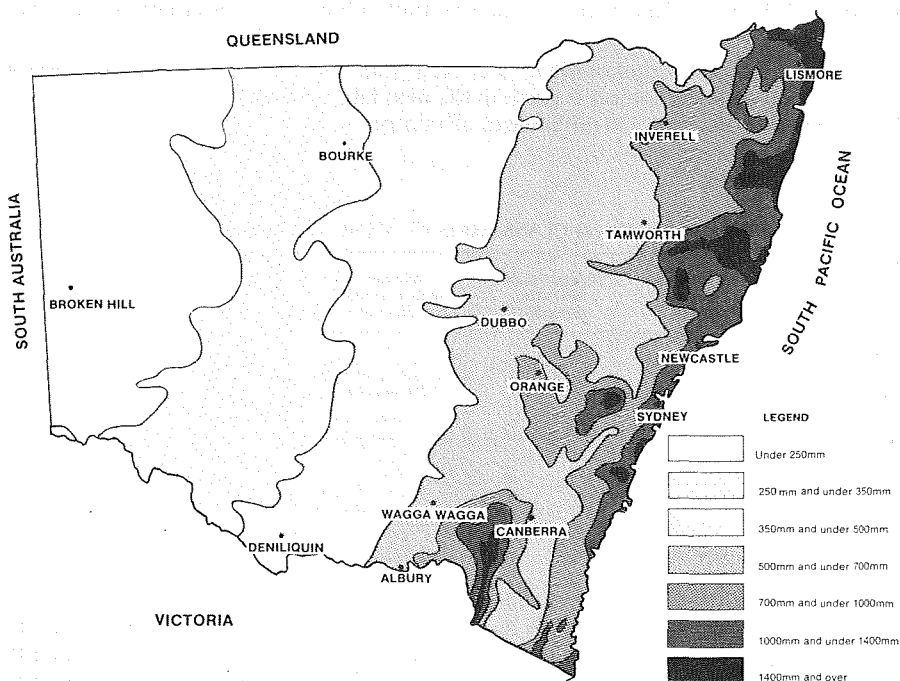 QUEENSLAND
LISMORE
INVERELL
BOURKE
SOUTH AUSTRALIA
SOUTH PACIFIC OCEAN
TAMWORTH
BROKEN HILL
DUBBO
NEWCASTLE
ORANGE
SYDNEY
LEGEND
Under 250mm
250 mm and under 350mm
350mm and under 500mm
WAGGA WAGGA
CANBERRA
DENILIQUIN
500mm and under 700mm
ALBURY
700mm and under 1000mm
VICTORIA
1000mm and under 1400mm
1400mm and over